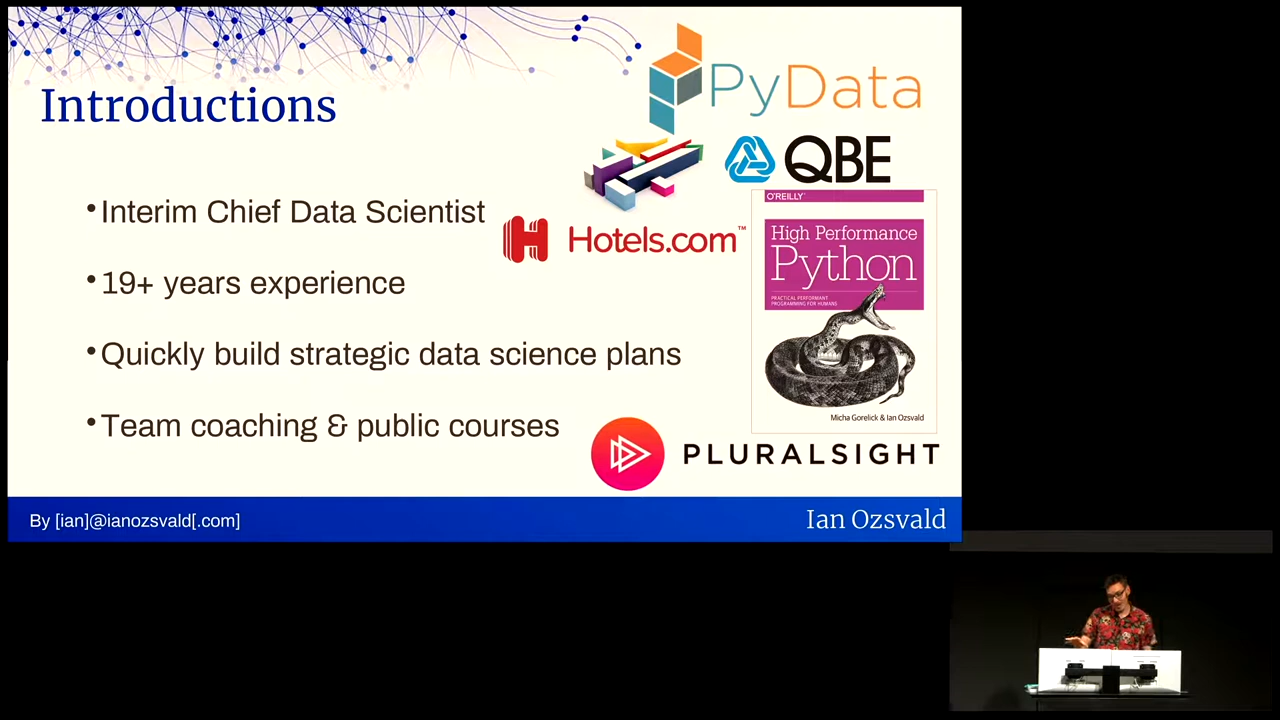 PyData
Introductions
QBE
• Interim Chief Data Scientist
Hotels.com™
• 19+ years experience
• Quickly build strategic data science plans
• Team coaching & public courses
O'REILLY
High Performance
Python
PRACTICAL PERFORMANT
PROGRAMMING FOR HUMANS
Micha Gorelick & Ian Ozsvald
PLURALSIGHT
By [ian]@ianozsvald[.com]
Ian Ozsvald